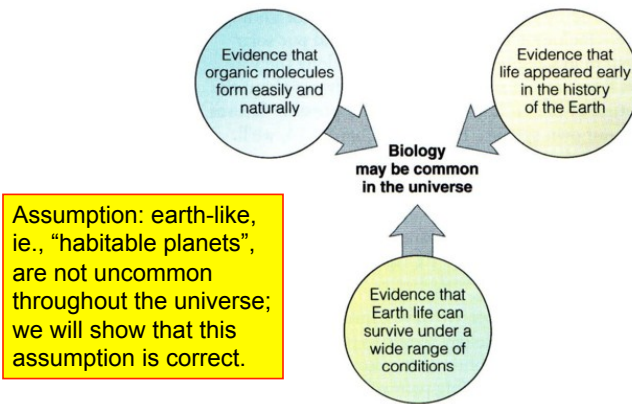 Evidence that
organic molecules
form easily and
naturally
Evidence that
life appeared early
in the history
of the Earth
Biology
may be common
in the universe
Assumption: earth-like,
ie., “habitable planets”,
are not uncommon
throughout the universe;
we will show that this
assumption is correct.
Evidence that
Earth life can
survive under a
wide range of
conditions